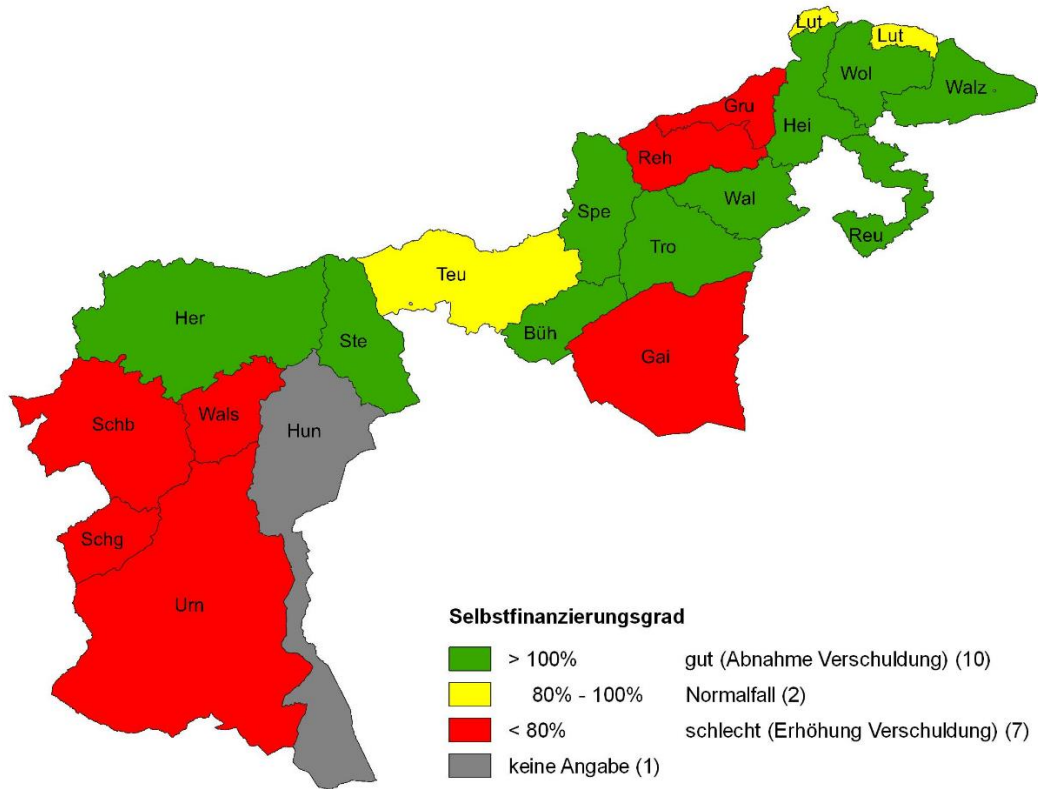 Lut
Lut
Wol
Walz
Gru
Hei
Reh
Wal
Spe
Reu
Tro
Teu
Her
Ste
Büh
Gai
Wals
Schb
Hun
Schg
Urn
Selbstfinanzierungsgrad
> 100% gut (Abnahme Verschuldung) (10)
80% - 100% Normalfall (2)
< 80% schlecht (Erhöhung Verschuldung) (7)
keine Angabe (1)